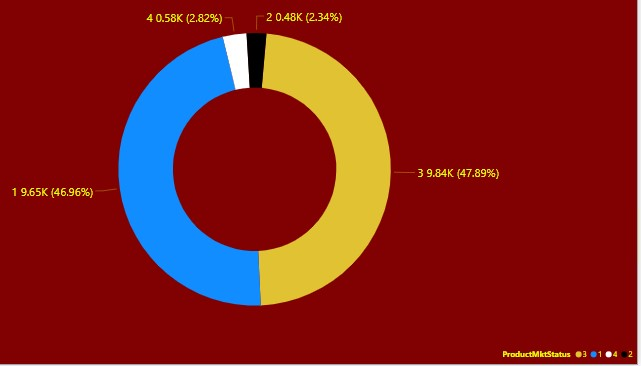 4 0.58K (2.82%)
2 0.48K (2.34%)
1 9.65K (46.96%)
3 9.84K (47.89%)
ProductMktStatus 3 1 4 2